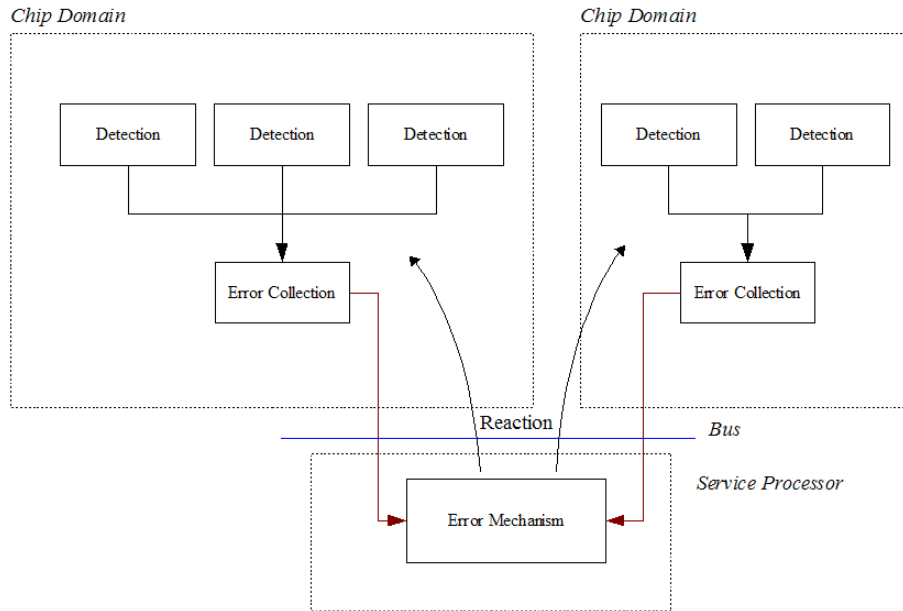 Chip Domain
Chip Domain
Detection
Detection
Detection
Detection
Detection
Error Collection
Error Collection
Reaction
Bus
Service Processor
Error Mechanism